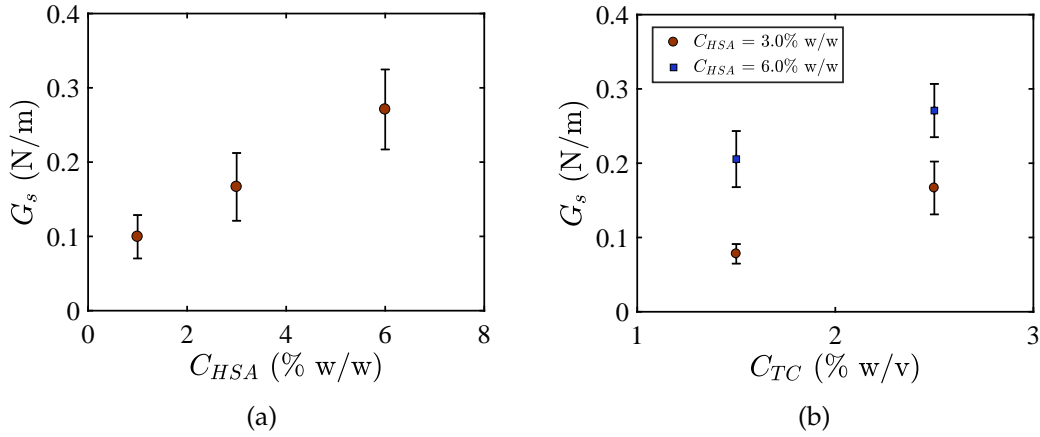 0.4
0.3
0.2
0.1
0
0 2 4 6 8
G_s (N/m)
C_HSA (% w/w)
(a)
0.4
0.3
0.2
0.1
0
1 2 3
G_s (N/m)
C_HSA = 3.0% w/w
C_HSA = 6.0% w/w
C_TC (% w/v)
(b)